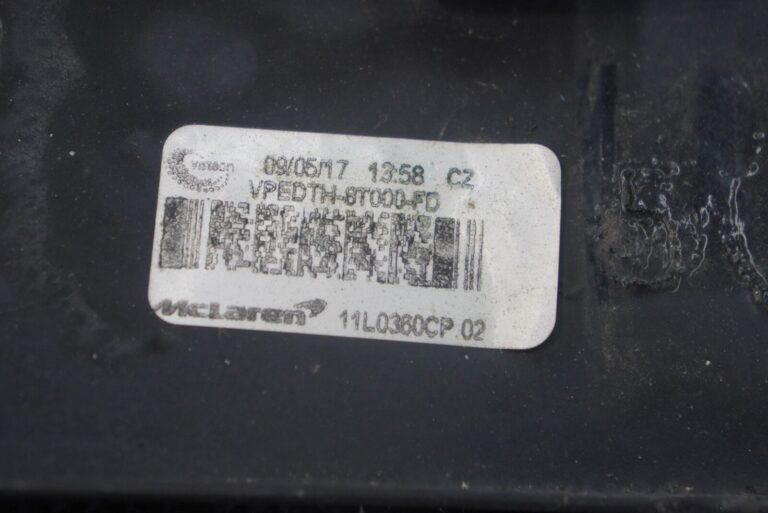 Visteon
09/05/17 13:58 CZ
VPEDTH-8T000-FD
McLaren 11L0360CP.02